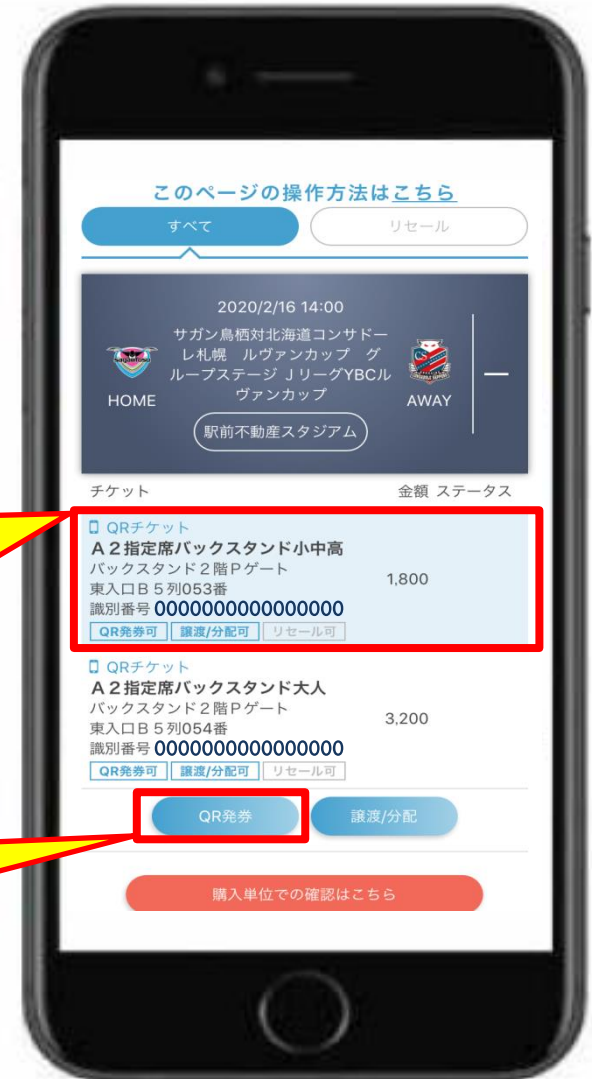 このページの操作方法はこちら
すべて
リセール
2020/2/16 14:00
サガン鳥栖対北海道コンサドー
レ札幌 ルヴァンカップ グ
ループステージ JリーグYBCル
ヴァンカップ
HOME
AWAY
駅前不動産スタジアム
チケット
金額 ステータス
QRチケット
A2指定席バックスタンド小中高
バックスタンド2階Pゲート
東入口B 5列053番
1,800
識別番号 0000000000000000
QR発券可 譲渡/分配可 リセール可
QRチケット
A2指定席バックスタンド大人
バックスタンド2階Pゲート
東入口B 5列054番
3,200
識別番号 0000000000000000
QR発券可 譲渡/分配可 リセール可
QR発券
譲渡/分配
購入単位での確認はこちら